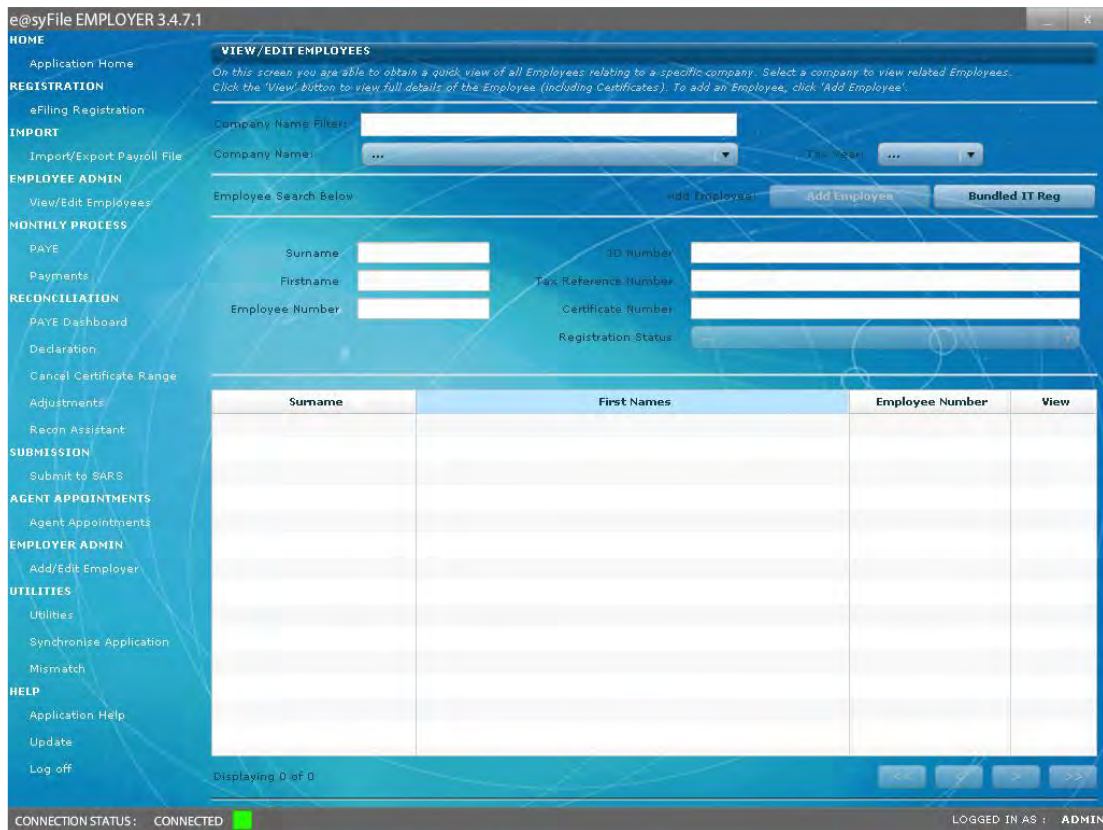 e@syFile EMPLOYER 3.4.7.1
HOME
Application Home
REGISTRATION
eFiling Registration
IMPORT
Import/Export Payroll File
EMPLOYEE ADMIN
View/Edit Employees
MONTHLY PROCESS
PAYE
Payments
RECONCILIATION
PAYE Dashboard
Declaration
Cancel Certificate Range
Adjustments
Recon Assistant
SUBMISSION
Submit to SARS
AGENT APPOINTMENTS
Agent Appointments
EMPLOYER ADMIN
Add/Edit Employer
UTILITIES
Utilities
Synchronise Application
Mismatch
HELP
Application Help
Update
Log off
VIEW/EDIT EMPLOYEES
On this screen you are able to obtain a quick view of all Employees relating to a specific company. Select a company to view related Employees.
Click the 'View' button to view full details of the Employee (including Certificates). To add an Employee, click 'Add Employee'.
Company Name Filter:
Company Name: ... Tax Year: ...
Employee Search Below Add Employee: Add Employee Bundled IT Reg
Surname ID Number
Firstname Tax Reference Number
Employee Number Certificate Number
Registration Status ...
Surname First Names Employee Number View
Displaying 0 of 0 << < > >>
CONNECTION STATUS : CONNECTED LOGGED IN AS : ADMIN